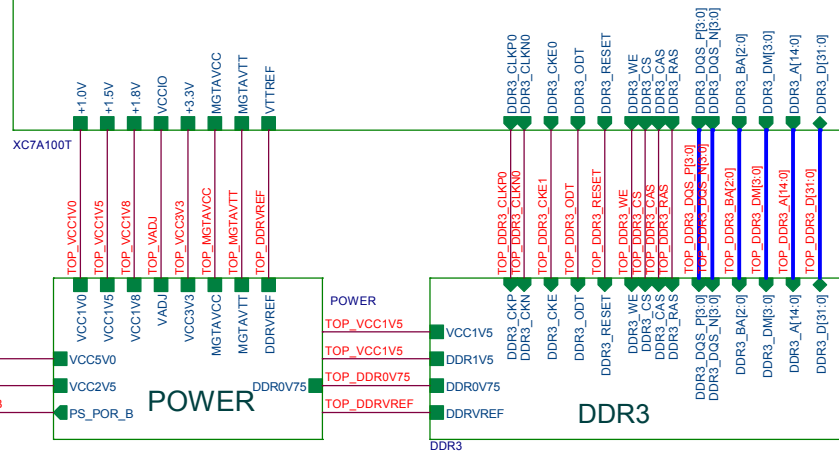 +1.0V
+1.5V
+1.8V
VCCIO
+3.3V
MGTAVCC
MGTAVTT
VTTREF
DDR3_CLKP0
DDR3_CLKN0
DDR3_CKE0
DDR3_ODT
DDR3_RESET
DDR3_WE
DDR3_CS
DDR3_CAS
DDR3_RAS
DDR3_DQS_P[3:0]
DDR3_DQS_N[3:0]
DDR3_BA[2:0]
DDR3_DM[3:0]
DDR3_A[14:0]
DDR3_D[31:0]
XC7A100T
TOP_VCC1V0
TOP_VCC1V5
TOP_VCC1V8
TOP_VADJ
TOP_VCC3V3
TOP_MGTAVCC
TOP_MGTAVTT
TOP_DDRVREF
TOP_DDR3_CLKP0
TOP_DDR3_CLKN0
TOP_DDR3_CKE1
TOP_DDR3_ODT
TOP_DDR3_RESET
TOP_DDR3_WE
TOP_DDR3_CS
TOP_DDR3_CAS
TOP_DDR3_RAS
TOP_DDR3_DQS_P[3:0]
TOP_DDR3_DQS_N[3:0]
TOP_DDR3_BA[2:0]
TOP_DDR3_DM[3:0]
TOP_DDR3_A[14:0]
TOP_DDR3_D[31:0]
VCC1V0
VCC1V5
VCC1V8
VADJ
VCC3V3
MGTAVCC
MGTAVTT
DDRVREF
POWER
DDR3_CKP
DDR3_CKN
DDR3_CKE
DDR3_ODT
DDR3_RESET
DDR3_WE
DDR3_CS
DDR3_CAS
DDR3_RAS
DDR3_DQS_P[3:0]
DDR3_DQS_N[3:0]
DDR3_BA[2:0]
DDR3_DM[3:0]
DDR3_A[14:0]
DDR3_D[31:0]
TOP_VCC1V5
VCC1V5
VCC5V0
TOP_VCC1V5
DDR1V5
VCC2V5
DDR0V75
TOP_DDR0V75
DDR0V75
PS_POR_B
POWER
TOP_DDRVREF
DDRVREF
DDR3
DDR3